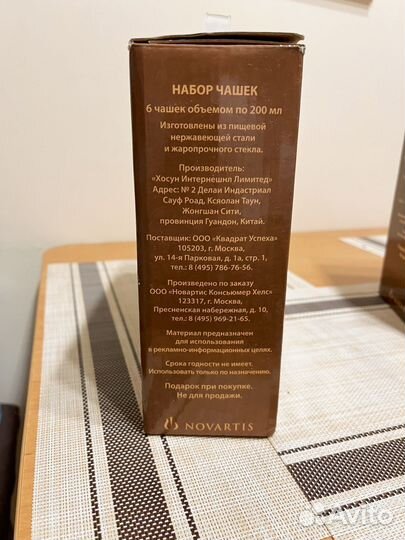 НАБОР ЧАШЕК
6 чашек объемом по 200 мл
Изготовлены из пищевой
нержавеющей стали
и жаропрочного стекла.
Производитель:
«Хосун Интернешнл Лимитед»
Адрес: № 2 Делаи Индастриал
Сауф Роад, Ксяолан Таун,
Жонгшан Сити,
провинция Гуандон, Китай.
Поставщик: ООО «Квадрат Успеха»
105203, г. Москва,
ул. 14-я Парковая, д. 1а, стр. 1,
тел.: 8 (495) 786-76-56.
Произведено по заказу
ООО «Новартис Консьюмер Хелс»
123317, г. Москва,
Пресненская набережная, д. 10,
тел.: 8 (495) 969-21-65.
Материал предназначен
для использования
в рекламно-информационных целях.
Срока годности не имеет.
Использовать только по назначению.
Подарок при покупке.
Не для продажи.
NOVARTIS
Avito